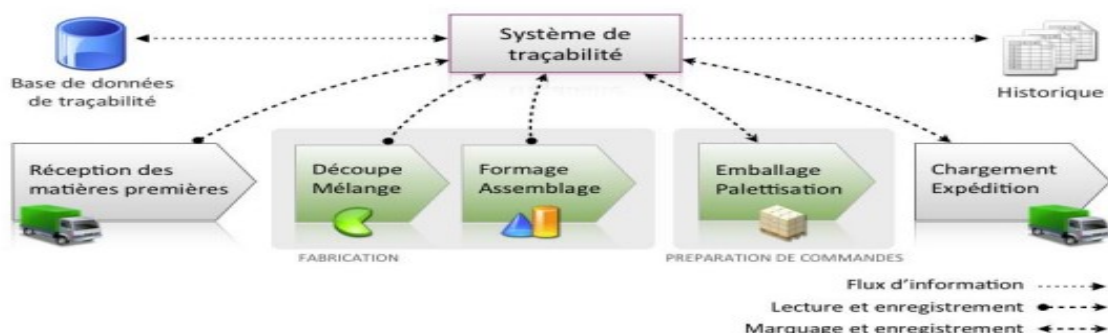 Système de
traçabilité
Base de données
de traçabilité
Historique
Réception des
matières premières
Découpe
Mélange
Formage
Assemblage
Emballage
Palettisation
Chargement
Expédition
FABRICATION
PREPARATION DE COMMANDES
Flux d'information
Lecture et enregistrement
Marquage et enregistrement